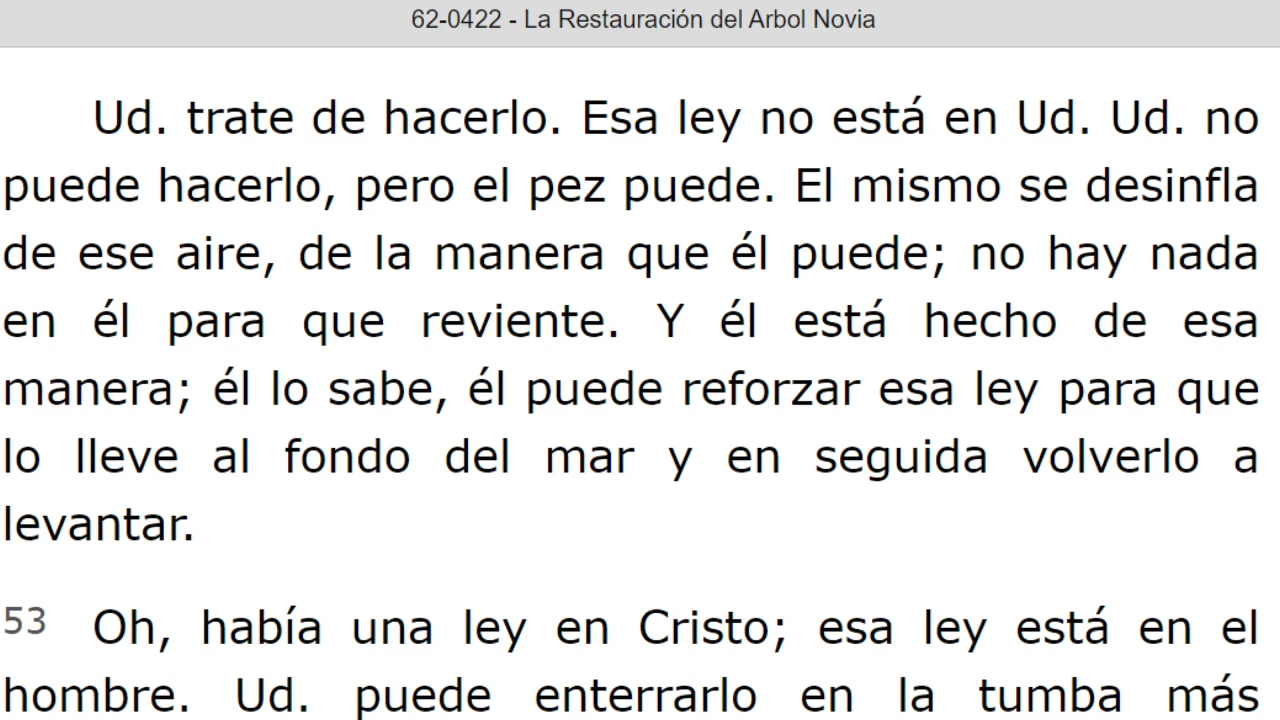 62-0422 - La Restauración del Arbol Novia
Ud. trate de hacerlo. Esa ley no está en Ud. Ud. no
puede hacerlo, pero el pez puede. El mismo se desinfla
de ese aire, de la manera que él puede; no hay nada
en él para que reviente. Y él está hecho de esa
manera; él lo sabe, él puede reforzar esa ley para que
lo lleve al fondo del mar y en seguida volverlo a
levantar.
53 Oh, había una ley en Cristo; esa ley está en el
hombre. Ud. puede enterrarlo en la tumba más